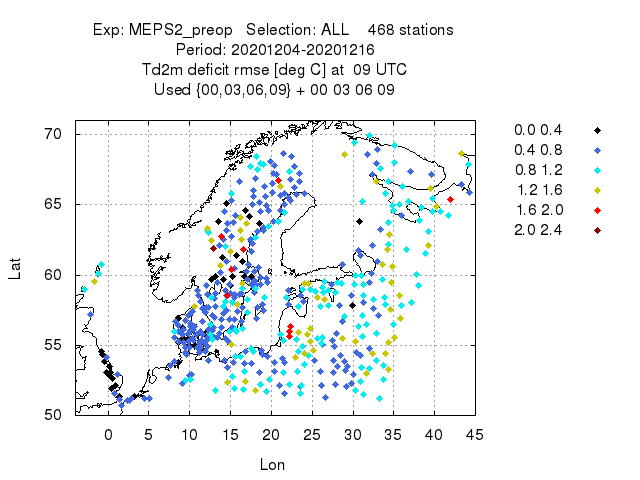 Exp: MEPS2_preop   Selection: ALL    468 stations
Period: 20201204-20201216
Td2m deficit rmse [deg C] at  09 UTC
Used {00,03,06,09} + 00 03 06 09
0.0 0.4
0.4 0.8
0.8 1.2
1.2 1.6
1.6 2.0
2.0 2.4
70
65
60
55
50
Lat
0 5 10 15 20 25 30 35 40 45
Lon